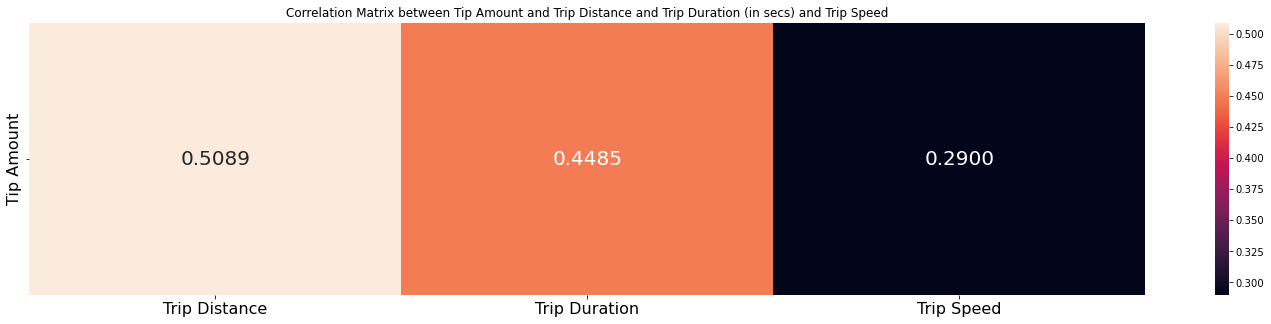 Correlation Matrix between Tip Amount and Trip Distance and Trip Duration (in secs) and Trip Speed
Tip Amount
0.5089
0.4485
0.2900
Trip Distance
Trip Duration
Trip Speed
0.500
0.475
0.450
0.425
0.400
0.375
0.350
0.325
0.300